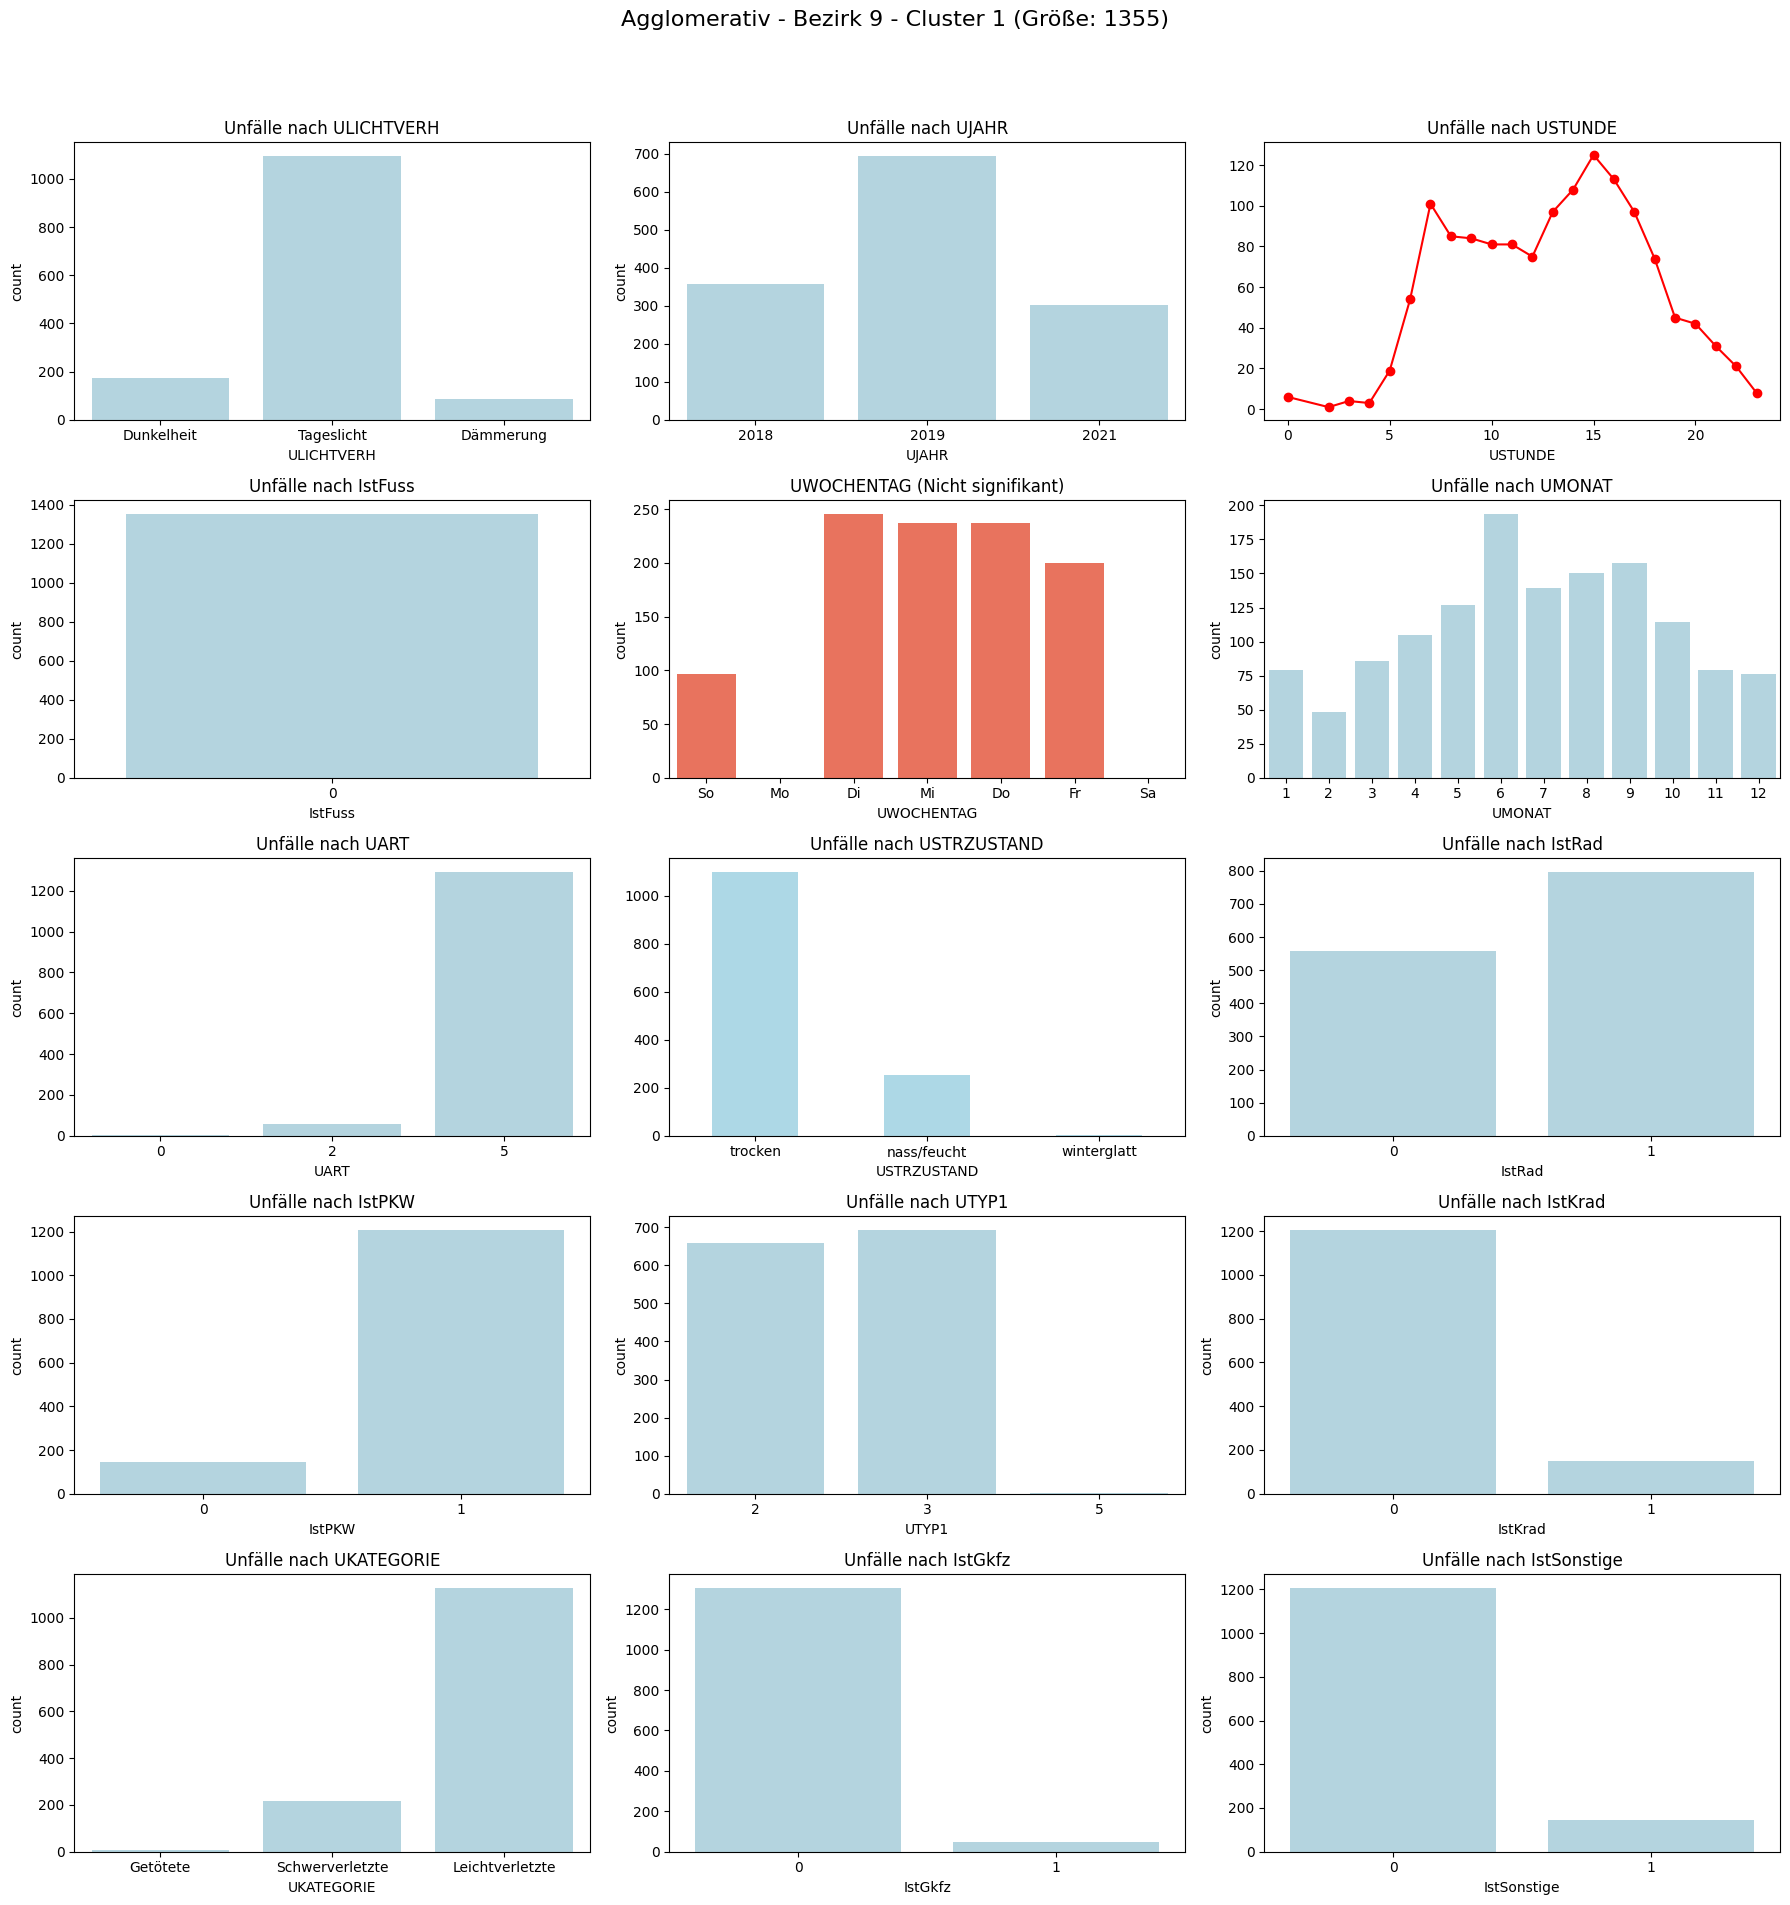 Agglomerativ - Bezirk 9 - Cluster 1 (Größe: 1355)
Unfälle nach ULICHTVERH
count
0
200
400
600
800
1000
Dunkelheit Tageslicht Dämmerung
ULICHTVERH
Unfälle nach UJAHR
count
0
100
200
300
400
500
600
700
2018 2019 2021
UJAHR
Unfälle nach USTUNDE
0
20
40
60
80
100
120
0 5 10 15 20
USTUNDE
Unfälle nach IstFuss
count
0
200
400
600
800
1000
1200
1400
0
IstFuss
UWOCHENTAG (Nicht signifikant)
count
0
50
100
150
200
250
So Mo Di Mi Do Fr Sa
UWOCHENTAG
Unfälle nach UMONAT
count
0
25
50
75
100
125
150
175
200
1 2 3 4 5 6 7 8 9 10 11 12
UMONAT
Unfälle nach UART
count
0
200
400
600
800
1000
1200
0 2 5
UART
Unfälle nach USTRZUSTAND
0
200
400
600
800
1000
trocken nass/feucht winterglatt
USTRZUSTAND
Unfälle nach IstRad
count
0
100
200
300
400
500
600
700
800
0 1
IstRad
Unfälle nach IstPKW
count
0
200
400
600
800
1000
1200
0 1
IstPKW
Unfälle nach UTYP1
count
0
100
200
300
400
500
600
700
2 3 5
UTYP1
Unfälle nach IstKrad
count
0
200
400
600
800
1000
1200
0 1
IstKrad
Unfälle nach UKATEGORIE
count
0
200
400
600
800
1000
Getötete Schwerverletzte Leichtverletzte
UKATEGORIE
Unfälle nach IstGkfz
count
0
200
400
600
800
1000
1200
0 1
IstGkfz
Unfälle nach IstSonstige
count
0
200
400
600
800
1000
1200
0 1
IstSonstige